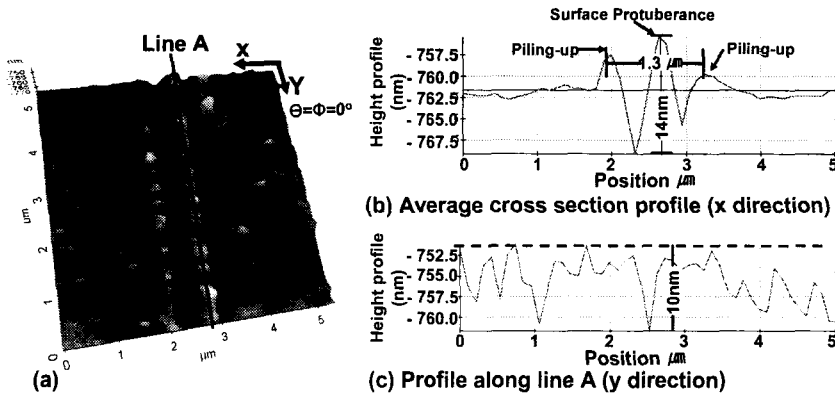 Line A
X
Y
Θ=Φ=0º
5
4
3
2
1
0
μm
0
1
2
3
4
5
μm
(a)
Surface Protuberance
Piling-up
1.3 μm
Piling-up
14nm
Height profile
(nm)
- 757.5
- 760.0
- 762.5
- 765.0
- 767.5
0
1
2
3
4
5
Position μm
(b) Average cross section profile (x direction)
Height profile
(nm)
- 752.5
- 755.0
- 757.5
- 760.0
10nm
0
1
2
3
4
5
Position μm
(c) Profile along line A (y direction)